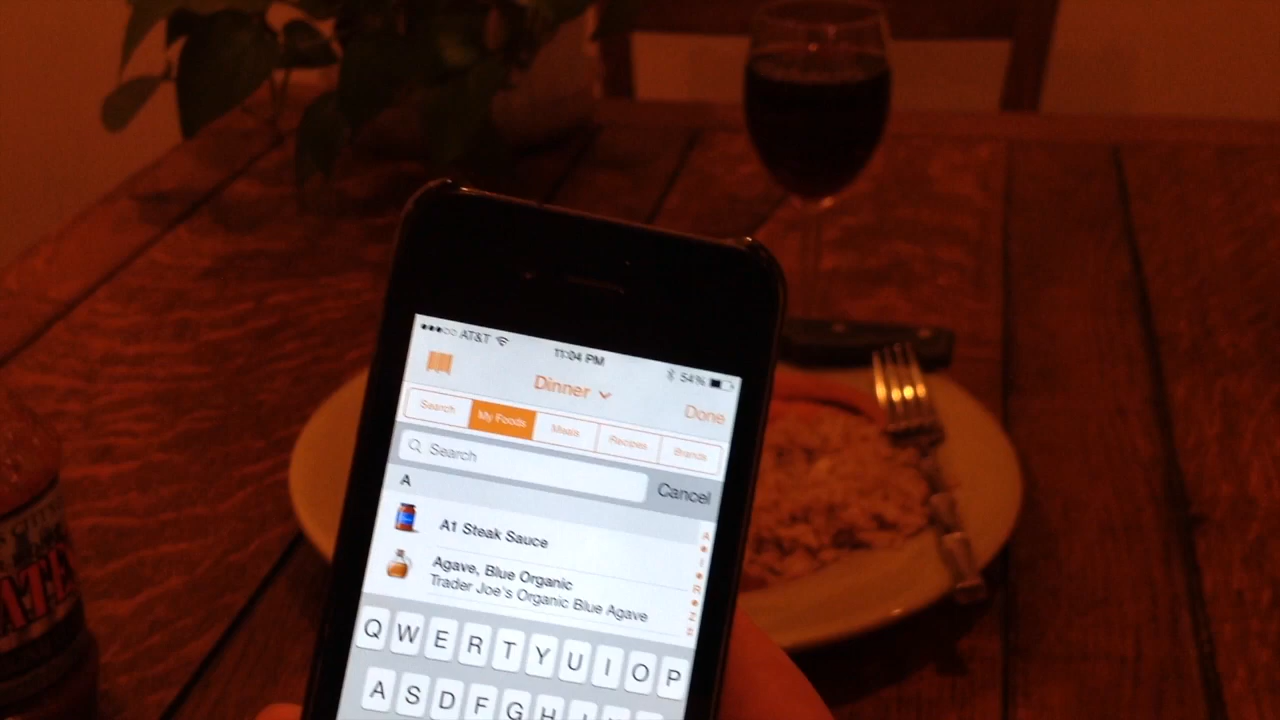 ●●●○○ AT&T 11:04 PM 54%
Dinner
Done
Search My Foods Meals Recipes Brands
Search
Cancel
A
A1 Steak Sauce
Agave, Blue Organic
Trader Joe's Organic Blue Agave
A
I
R
Z
#
Q W E R T Y U I O P
A S D F G H